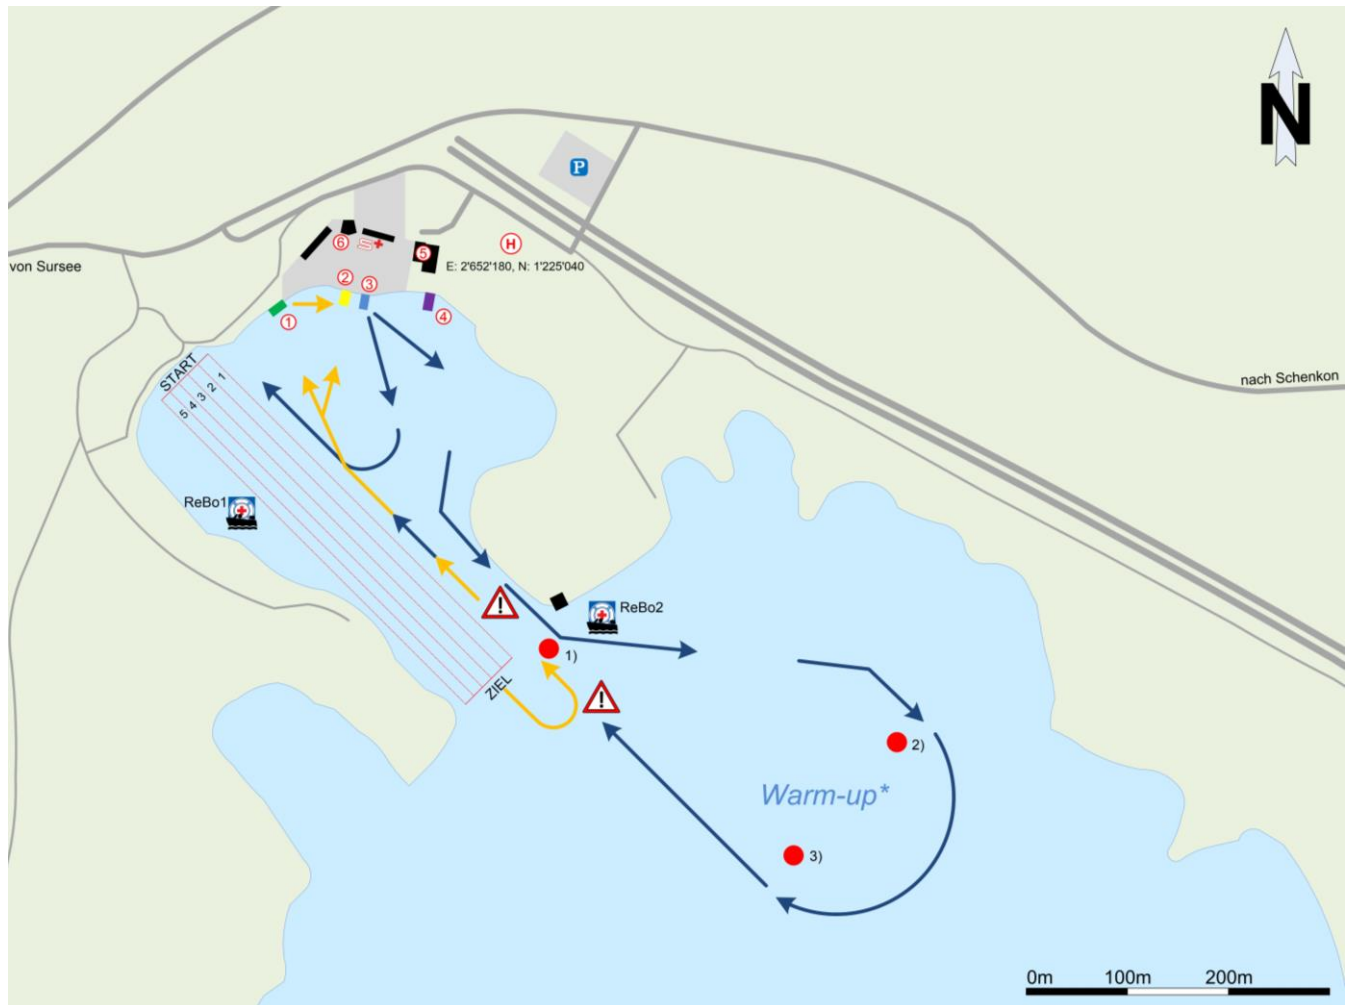 N
P
H
E: 2'652'180, N: 1'225'040
von Sursee
6
S+
5
2
3
1
4
nach Schenkon
START
5 4 3 2 1
ReBo1
ReBo2
1)
ZIEL
2)
Warm-up*
3)
0m 100m 200m